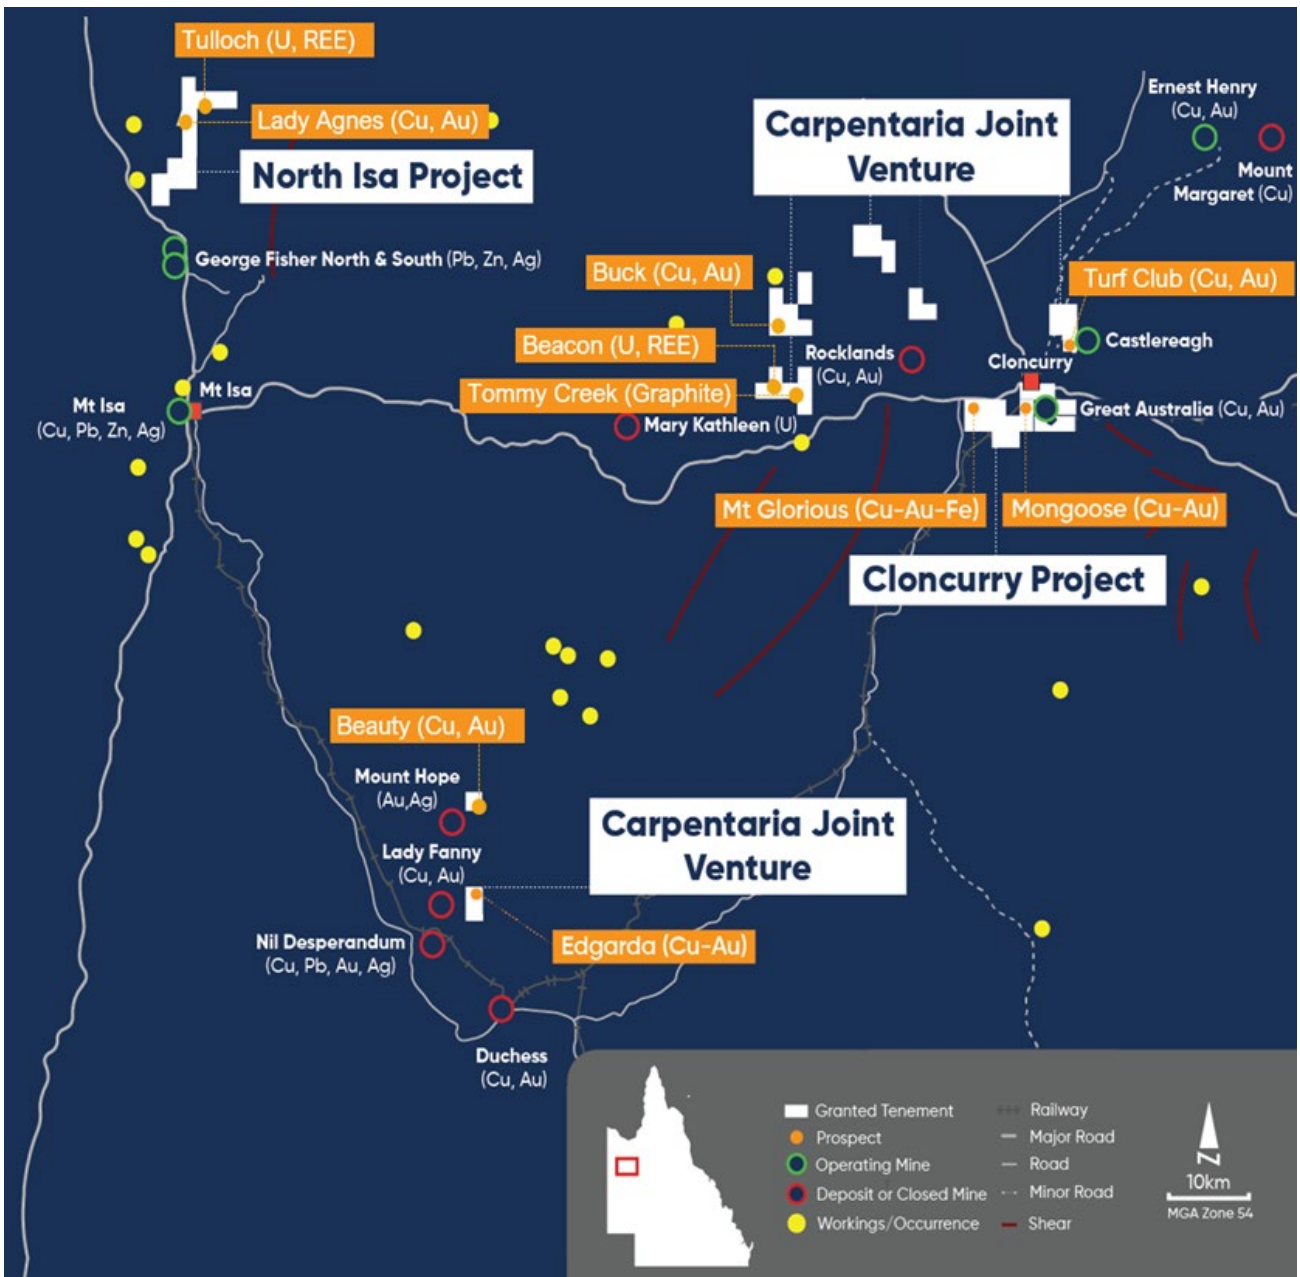 Tulloch (U, REE)
Lady Agnes (Cu, Au)
North Isa Project
George Fisher North & South (Pb, Zn, Ag)
Carpentaria Joint
Venture
Ernest Henry
(Cu, Au)
Mount
Margaret (Cu)
Buck (Cu, Au)
Turf Club (Cu, Au)
Beacon (U, REE)
Rocklands
(Cu, Au)
Castlereagh
Cloncurry
Tommy Creek (Graphite)
Mary Kathleen (U)
Great Australia (Cu, Au)
Mt Isa
Mt Isa
(Cu, Pb, Zn, Ag)
Mt Glorious (Cu-Au-Fe)
Mongoose (Cu-Au)
Cloncurry Project
Beauty (Cu, Au)
Mount Hope
(Au,Ag)
Lady Fanny
(Cu, Au)
Carpentaria Joint
Venture
Nil Desperandum
(Cu, Pb, Au, Ag)
Edgarda (Cu-Au)
Duchess
(Cu, Au)
Granted Tenement
Prospect
Operating Mine
Deposit or Closed Mine
Workings/Occurrence
Railway
Major Road
Road
Minor Road
Shear
N
10km
MGA Zone 54